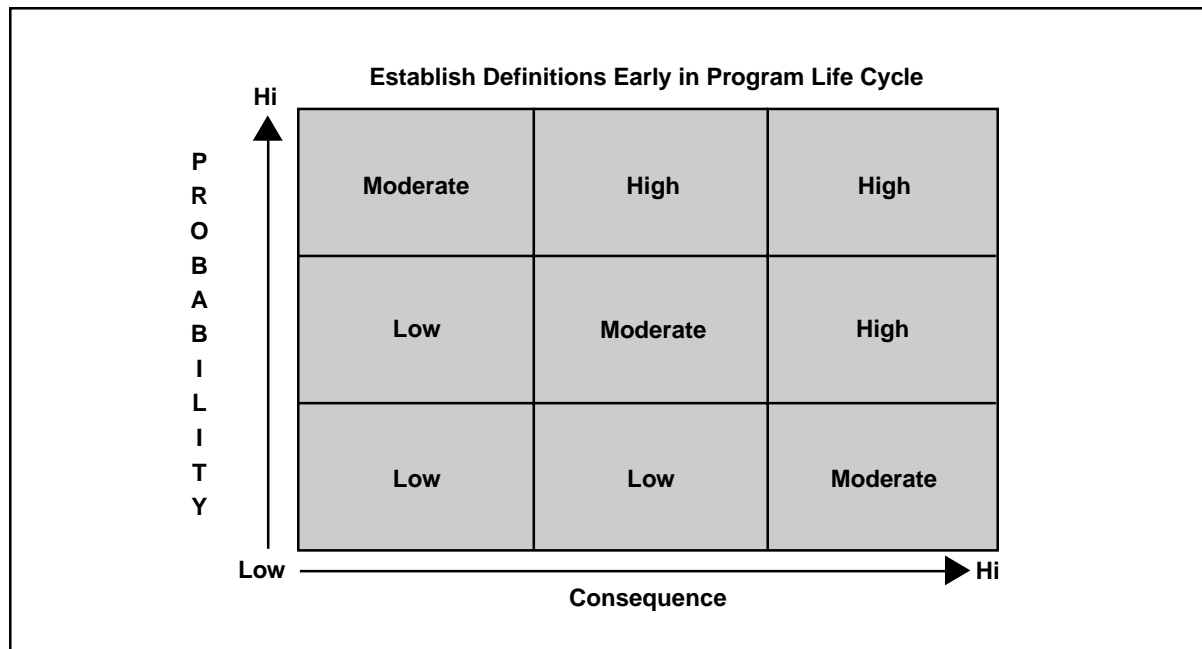 Establish Definitions Early in Program Life Cycle
Hi
PROBABILITY
Moderate High High
Low Moderate High
Low Low Moderate
Low
Hi
Consequence